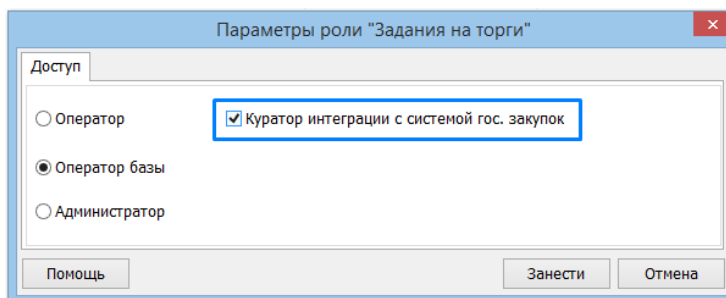 Параметры роли "Задания на торги"
Доступ
Оператор
Куратор интеграции с системой гос. закупок
Оператор базы
Администратор
Помощь
Занести
Отмена